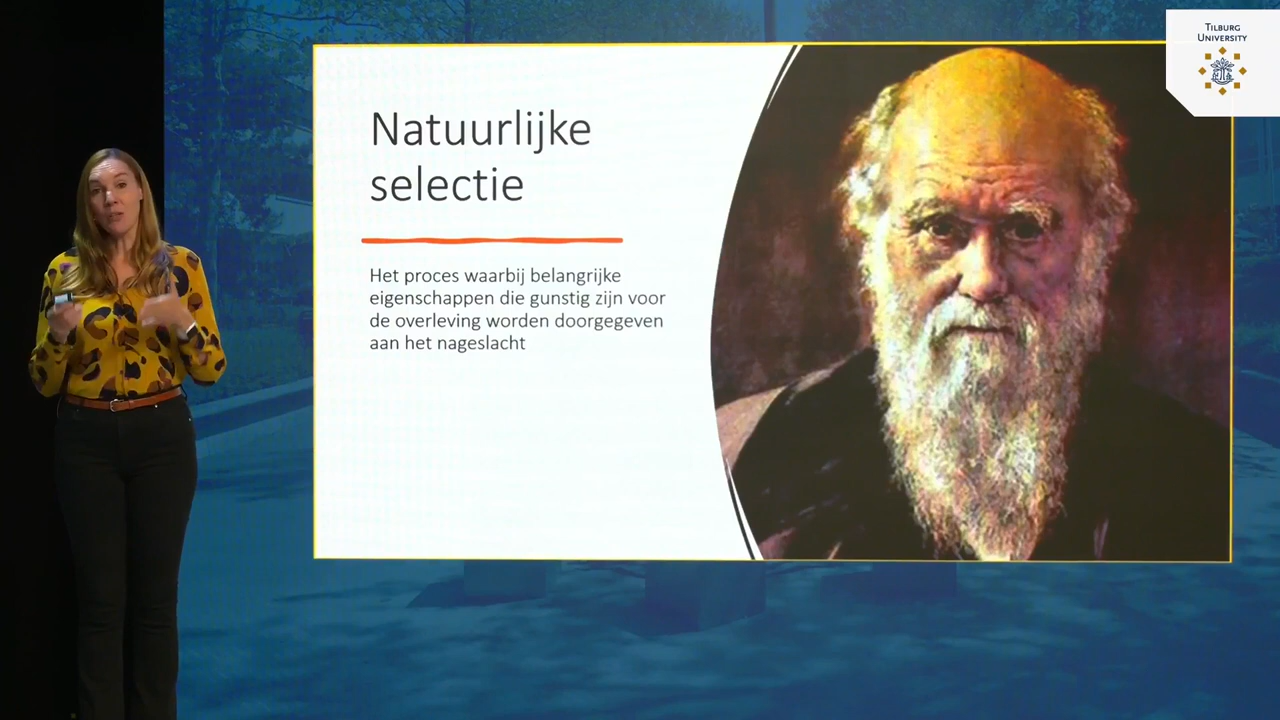 Natuurlijke
selectie
Het proces waarbij belangrijke
eigenschappen die gunstig zijn voor
de overleving worden doorgegeven
aan het nageslacht
TILBURG
UNIVERSITY